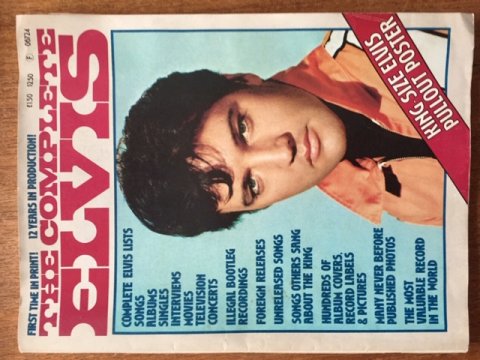 FIRST TIME IN PRINT! 12 YEARS IN PRODUCTION!
THE COMPLETE
ELVIS
COMPLETE ELVIS LISTS
SONGS
ALBUMS
SINGLES
INTERVIEWS
MOVIES
TELEVISION
CONCERTS
ILLEGAL BOOTLEG
RECORDINGS
FOREIGN RELEASES
UNRELEASED SONGS
SONGS OTHERS SANG
ABOUT THE KING
HUNDREDS OF
ALBUM COVERS,
RECORD LABELS
& PICTURES
MANY NEVER BEFORE
PUBLISHED PHOTOS
THE MOST
VALUABLE RECORD
IN THE WORLD
KING SIZE ELVIS
PULLOUT POSTER